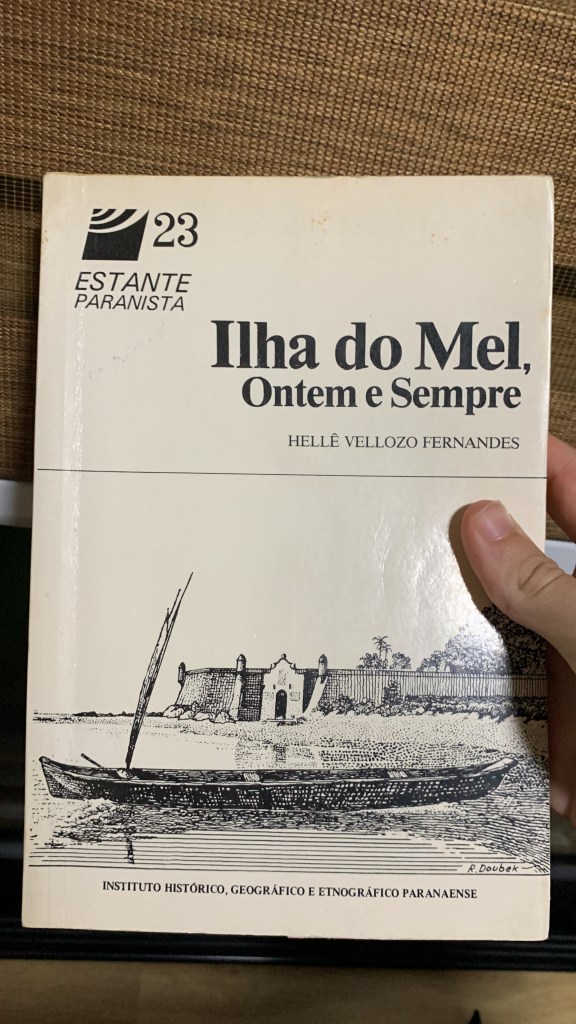 23
ESTANTE
PARANISTA
Ilha do Mel,
Ontem e Sempre
HELLÊ VELLOZO FERNANDES
R. Doubek
INSTITUTO HISTÓRICO, GEOGRÁFICO E ETNOGRÁFICO PARANAENSE